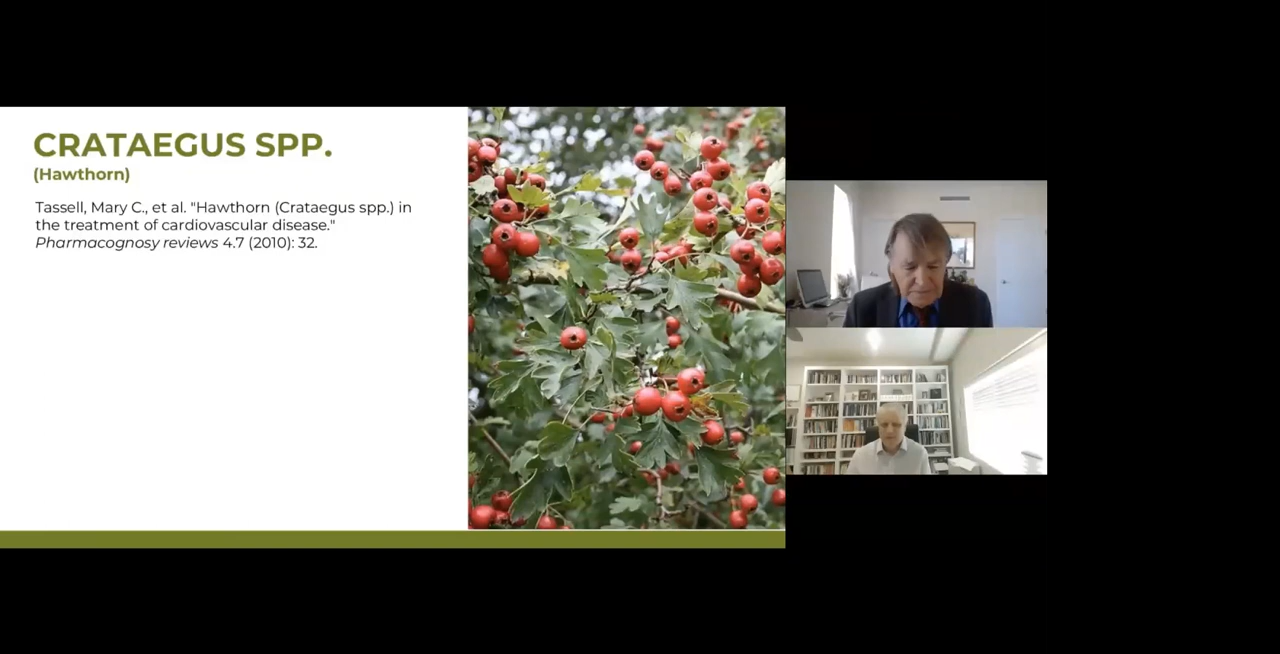 CRATAEGUS SPP.
(Hawthorn)
Tassell, Mary C., et al. "Hawthorn (Crataegus spp.) in
the treatment of cardiovascular disease."
Pharmacognosy reviews 4.7 (2010): 32.